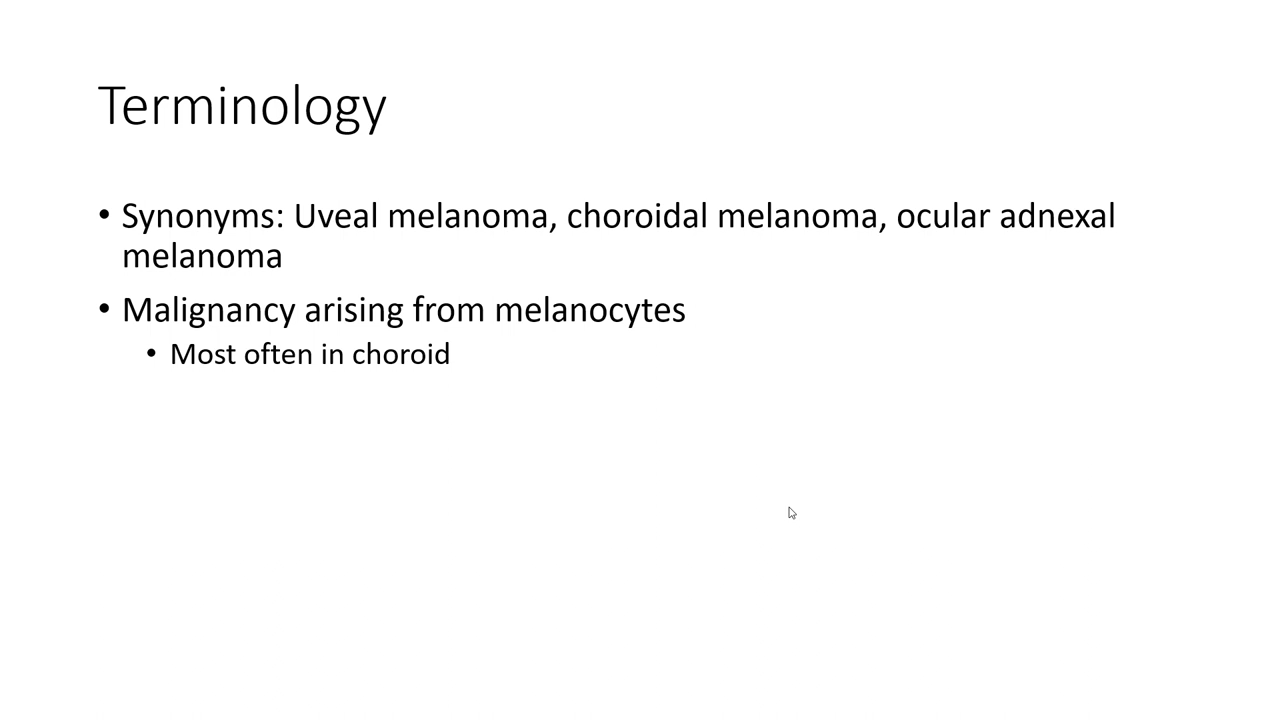 Terminology
• Synonyms: Uveal melanoma, choroidal melanoma, ocular adnexal
melanoma
• Malignancy arising from melanocytes
• Most often in choroid